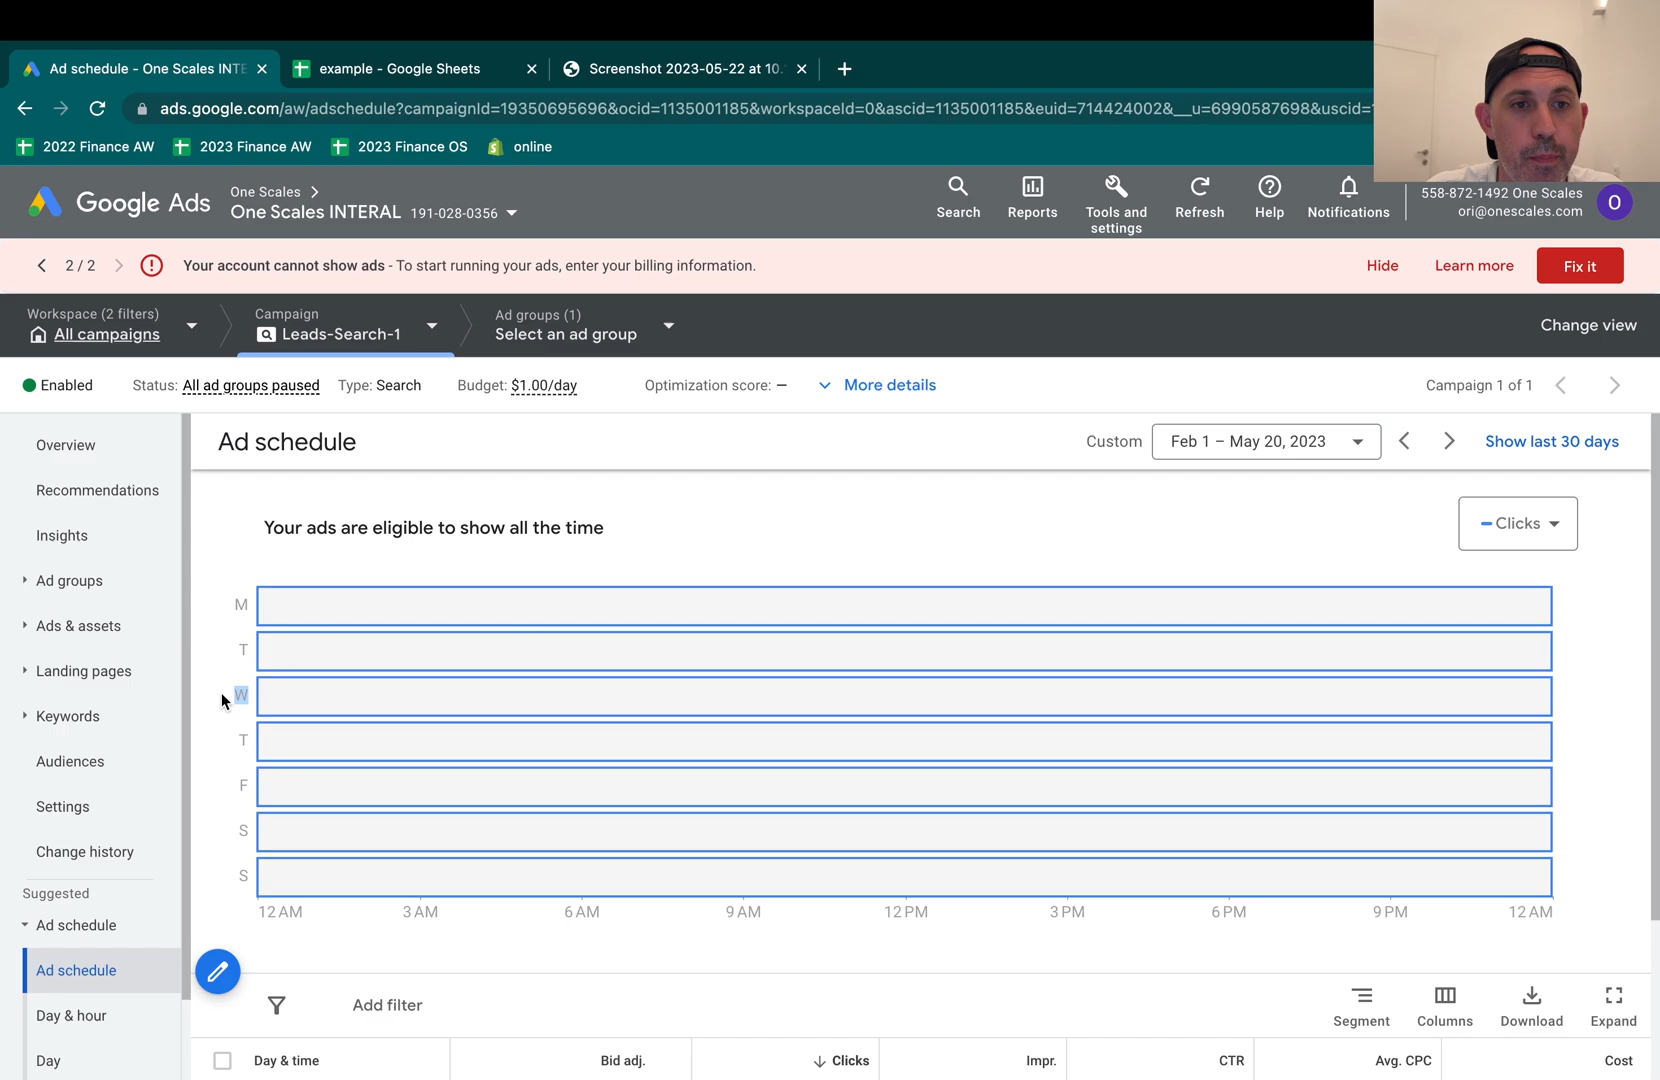 Ad schedule - One Scales INTE
example - Google Sheets
Screenshot 2023-05-22 at 10.
ads.google.com/aw/adschedule?campaignId=19350695696&ocid=1135001185&workspaceId=0&ascid=1135001185&euid=714424002&__u=6990587698&uscid=
2022 Finance AW
2023 Finance AW
2023 Finance OS
online
Google Ads
One Scales
One Scales INTERAL 191-028-0356
Search
Reports
Tools and settings
Refresh
Help
Notifications
558-872-1492 One Scales
ori@onescales.com
O
2 / 2
Your account cannot show ads - To start running your ads, enter your billing information.
Hide
Learn more
Fix it
Workspace (2 filters)
All campaigns
Campaign
Leads-Search-1
Ad groups (1)
Select an ad group
Change view
Enabled
Status: All ad groups paused
Type: Search
Budget: $1.00/day
Optimization score: –
More details
Campaign 1 of 1
Overview
Recommendations
Insights
Ad groups
Ads & assets
Landing pages
Keywords
Audiences
Settings
Change history
Suggested
Ad schedule
Ad schedule
Day & hour
Day
Ad schedule
Custom
Feb 1 – May 20, 2023
Show last 30 days
Your ads are eligible to show all the time
Clicks
M
T
W
T
F
S
S
12 AM 3 AM 6 AM 9 AM 12 PM 3 PM 6 PM 9 PM 12 AM
Add filter
Segment
Columns
Download
Expand
Day & time
Bid adj.
Clicks
Impr.
CTR
Avg. CPC
Cost